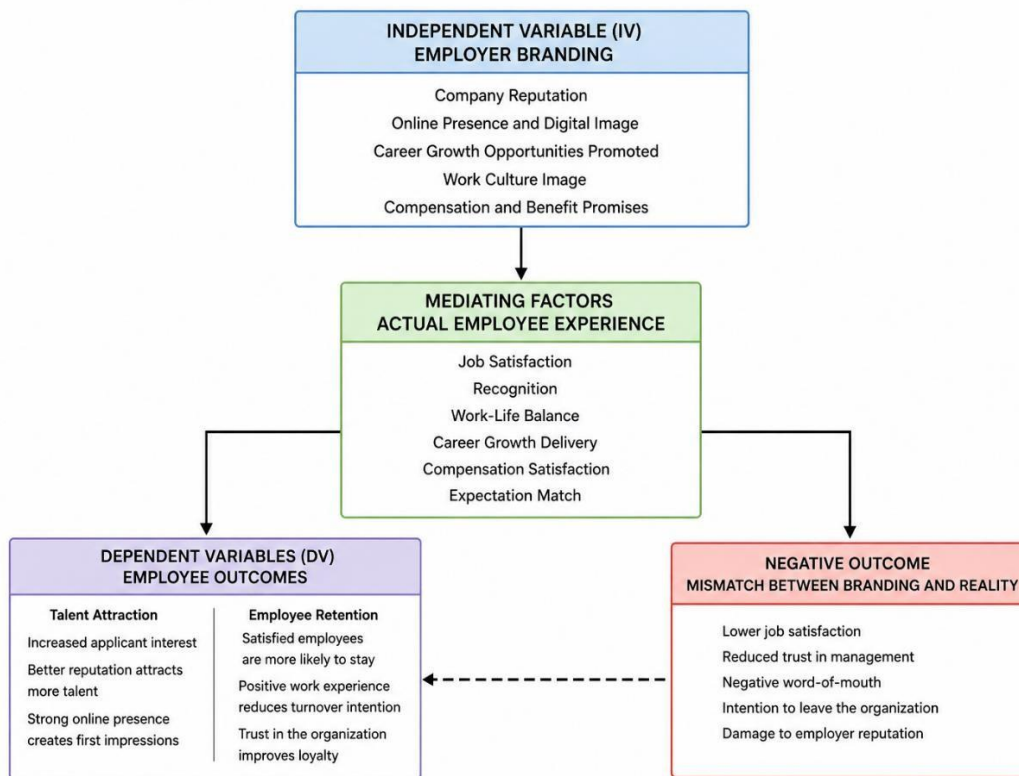 INDEPENDENT VARIABLE (IV)
EMPLOYER BRANDING
Company Reputation
Online Presence and Digital Image
Career Growth Opportunities Promoted
Work Culture Image
Compensation and Benefit Promises
MEDIATING FACTORS
ACTUAL EMPLOYEE EXPERIENCE
Job Satisfaction
Recognition
Work-Life Balance
Career Growth Delivery
Compensation Satisfaction
Expectation Match
DEPENDENT VARIABLES (DV)
EMPLOYEE OUTCOMES
Talent Attraction
Increased applicant interest
Better reputation attracts
more talent
Strong online presence
creates first impressions
Employee Retention
Satisfied employees
are more likely to stay
Positive work experience
reduces turnover intention
Trust in the organization
improves loyalty
NEGATIVE OUTCOME
MISMATCH BETWEEN BRANDING AND REALITY
Lower job satisfaction
Reduced trust in management
Negative word-of-mouth
Intention to leave the organization
Damage to employer reputation